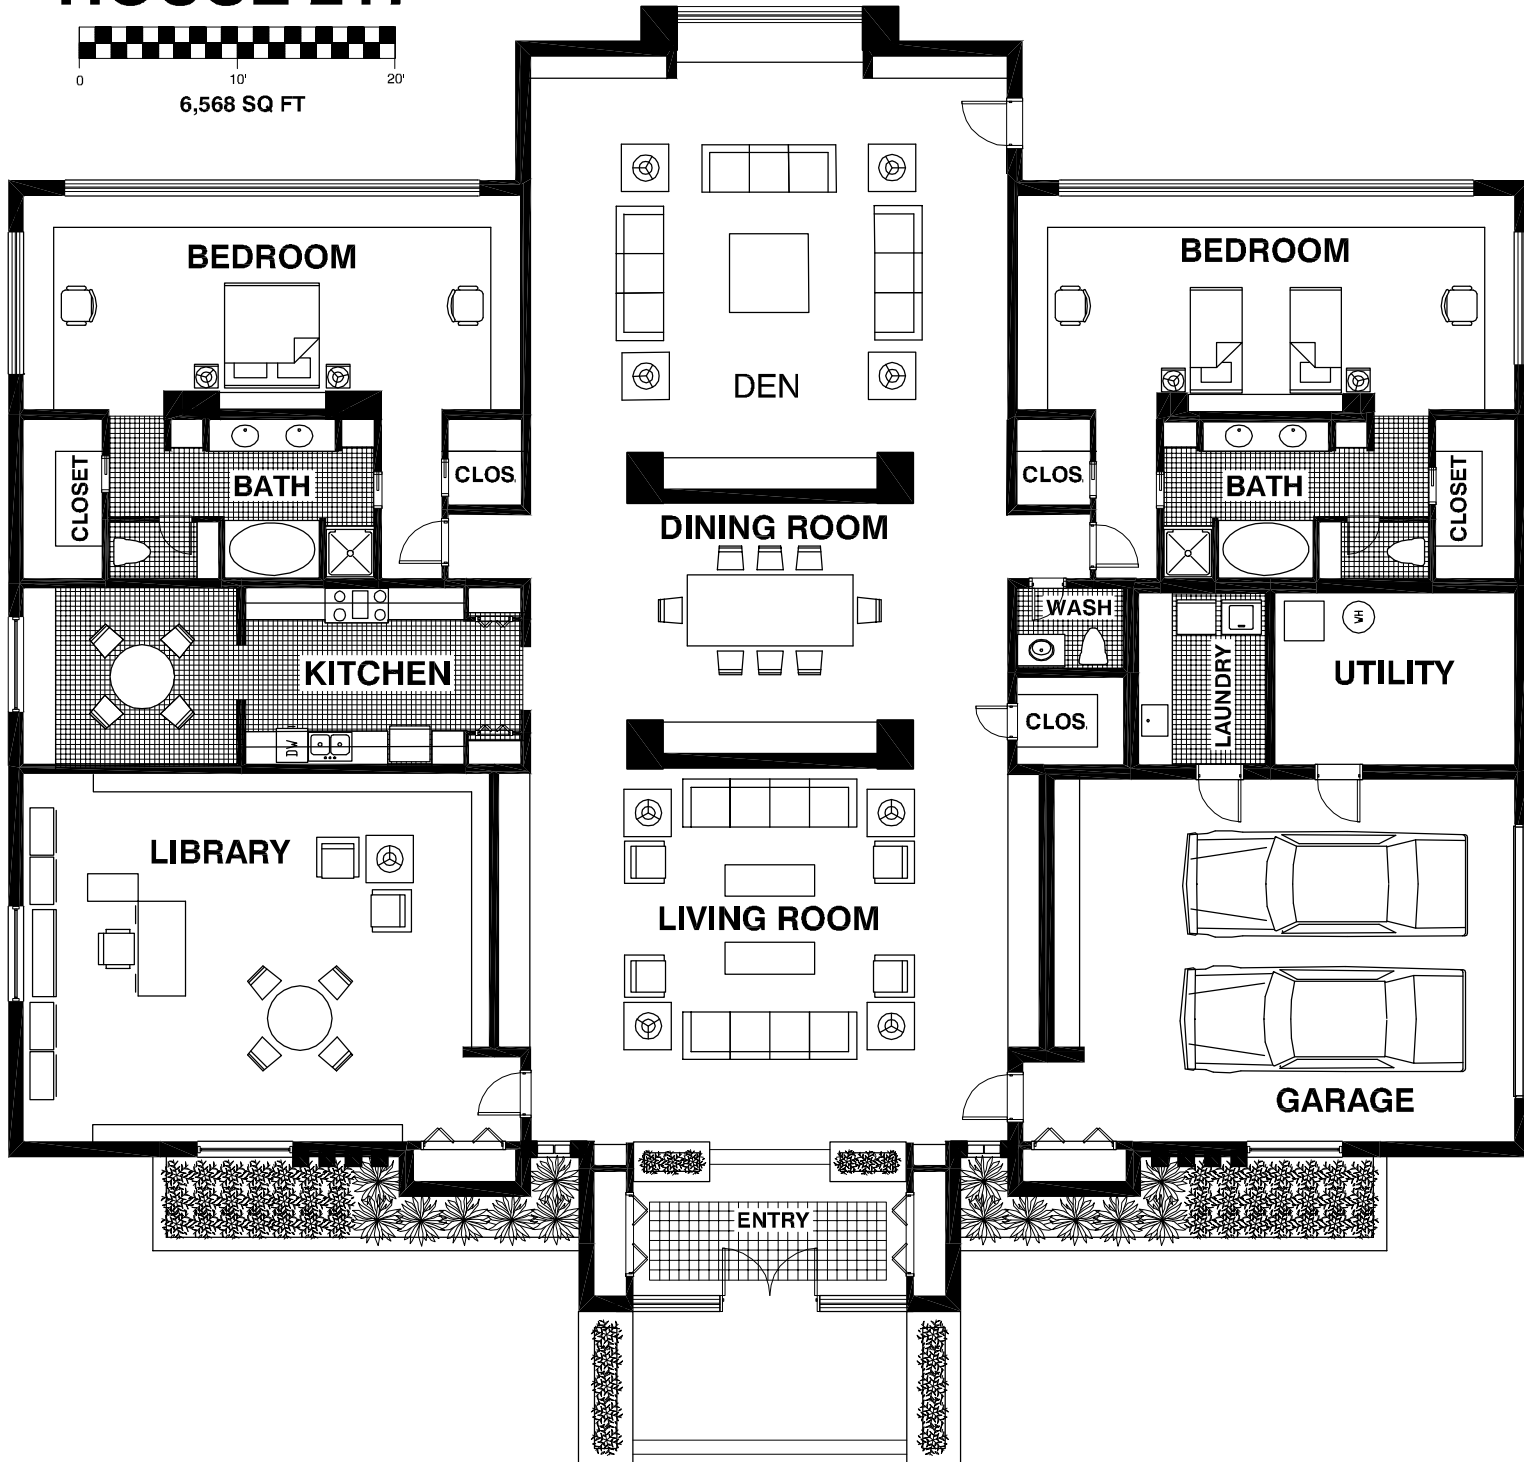 0 10' 20'
6,568 SQ FT
BEDROOM
BEDROOM
DEN
CLOSET
BATH
CLOS.
CLOS.
BATH
CLOSET
DINING ROOM
WASH
WH
KITCHEN
LAUNDRY
UTILITY
CLOS.
DW
LIBRARY
LIVING ROOM
GARAGE
ENTRY